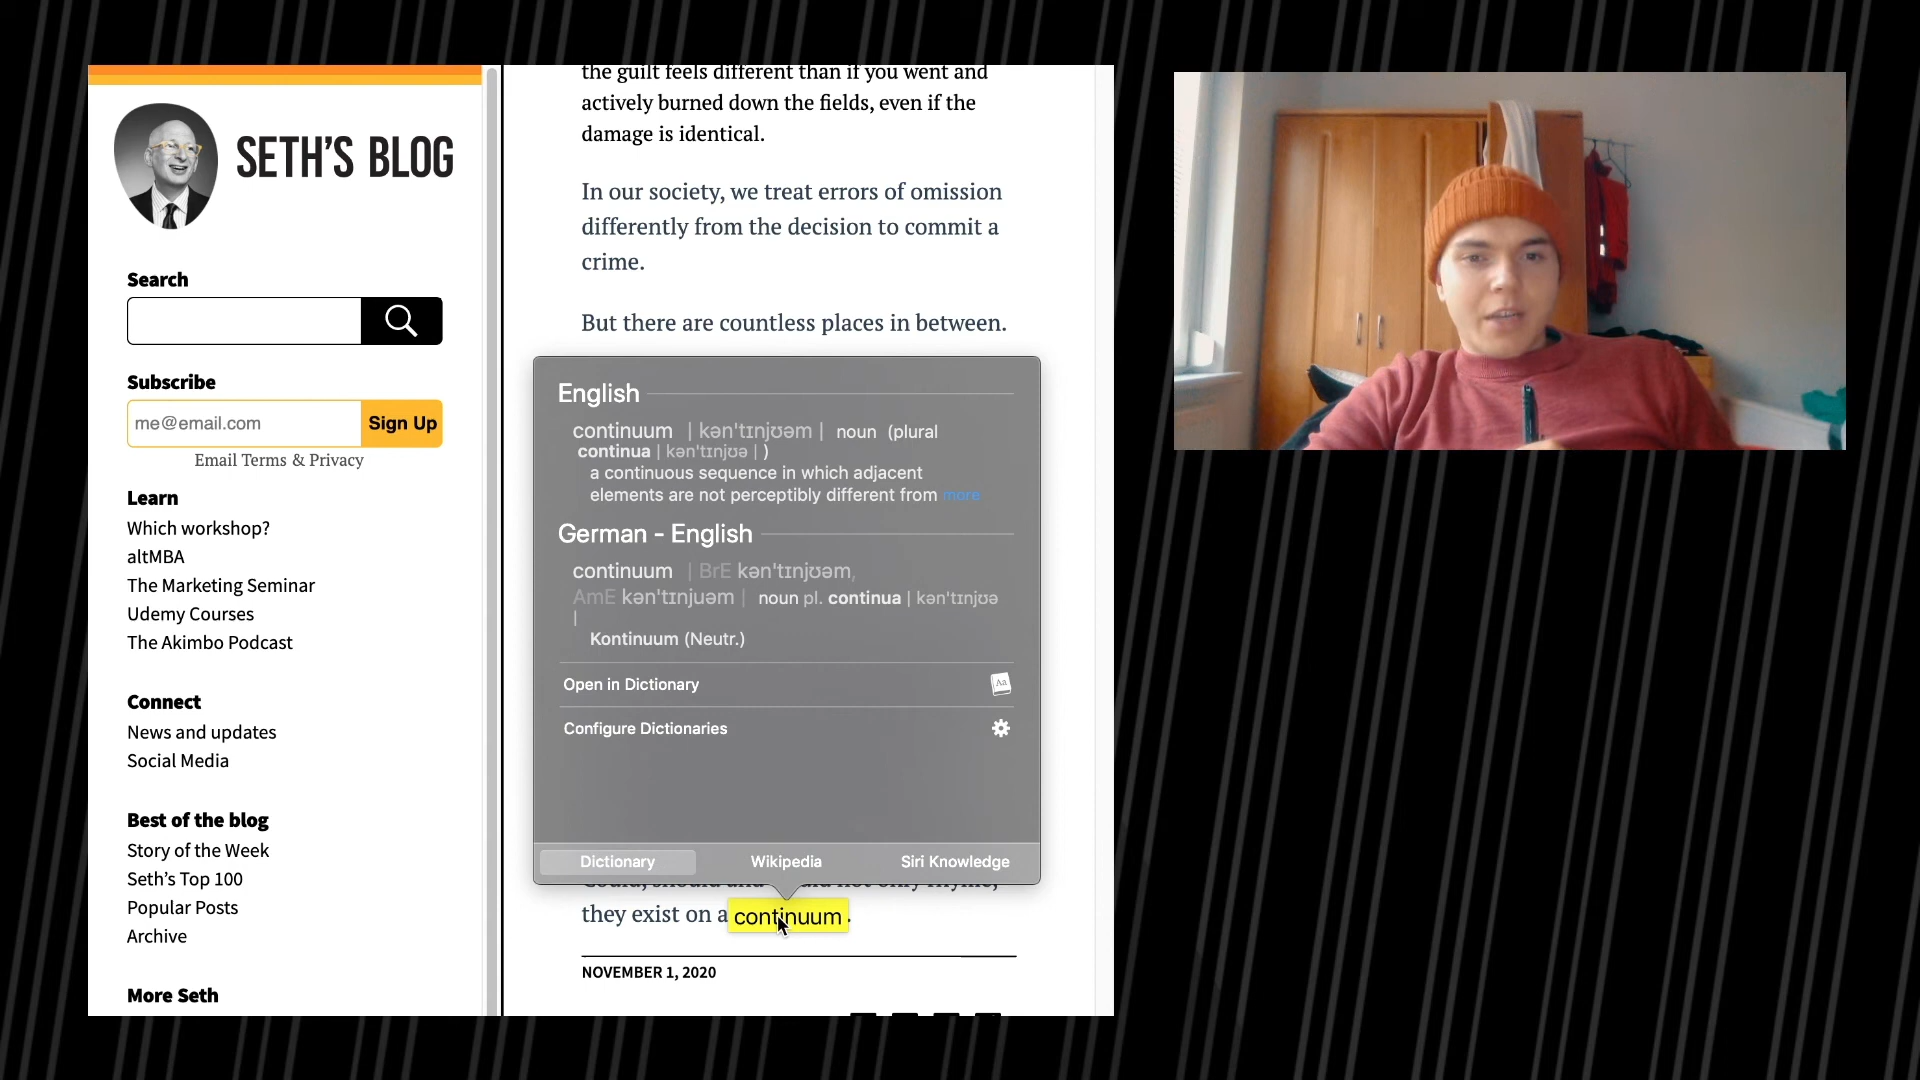 SETH'S BLOG
Search
Subscribe
me@email.com
Sign Up
Email Terms & Privacy
Learn
Which workshop?
altMBA
The Marketing Seminar
Udemy Courses
The Akimbo Podcast
Connect
News and updates
Social Media
Best of the blog
Story of the Week
Seth's Top 100
Popular Posts
Archive
More Seth
the guilt feels different than if you went and
actively burned down the fields, even if the
damage is identical.
In our society, we treat errors of omission
differently from the decision to commit a
crime.
But there are countless places in between.
English
continuum | kən'tɪnjʊəm | noun (plural
continua | kən'tɪnjʊə | )
a continuous sequence in which adjacent
elements are not perceptibly different from more
German - English
continuum | BrE kən'tɪnjʊəm,
AmE kən'tɪnjuəm | noun pl. continua | kən'tɪnjʊə
|
Kontinuum (Neutr.)
Open in Dictionary
Aa
Configure Dictionaries
Dictionary
Wikipedia
Siri Knowledge
they exist on a continuum.
NOVEMBER 1, 2020